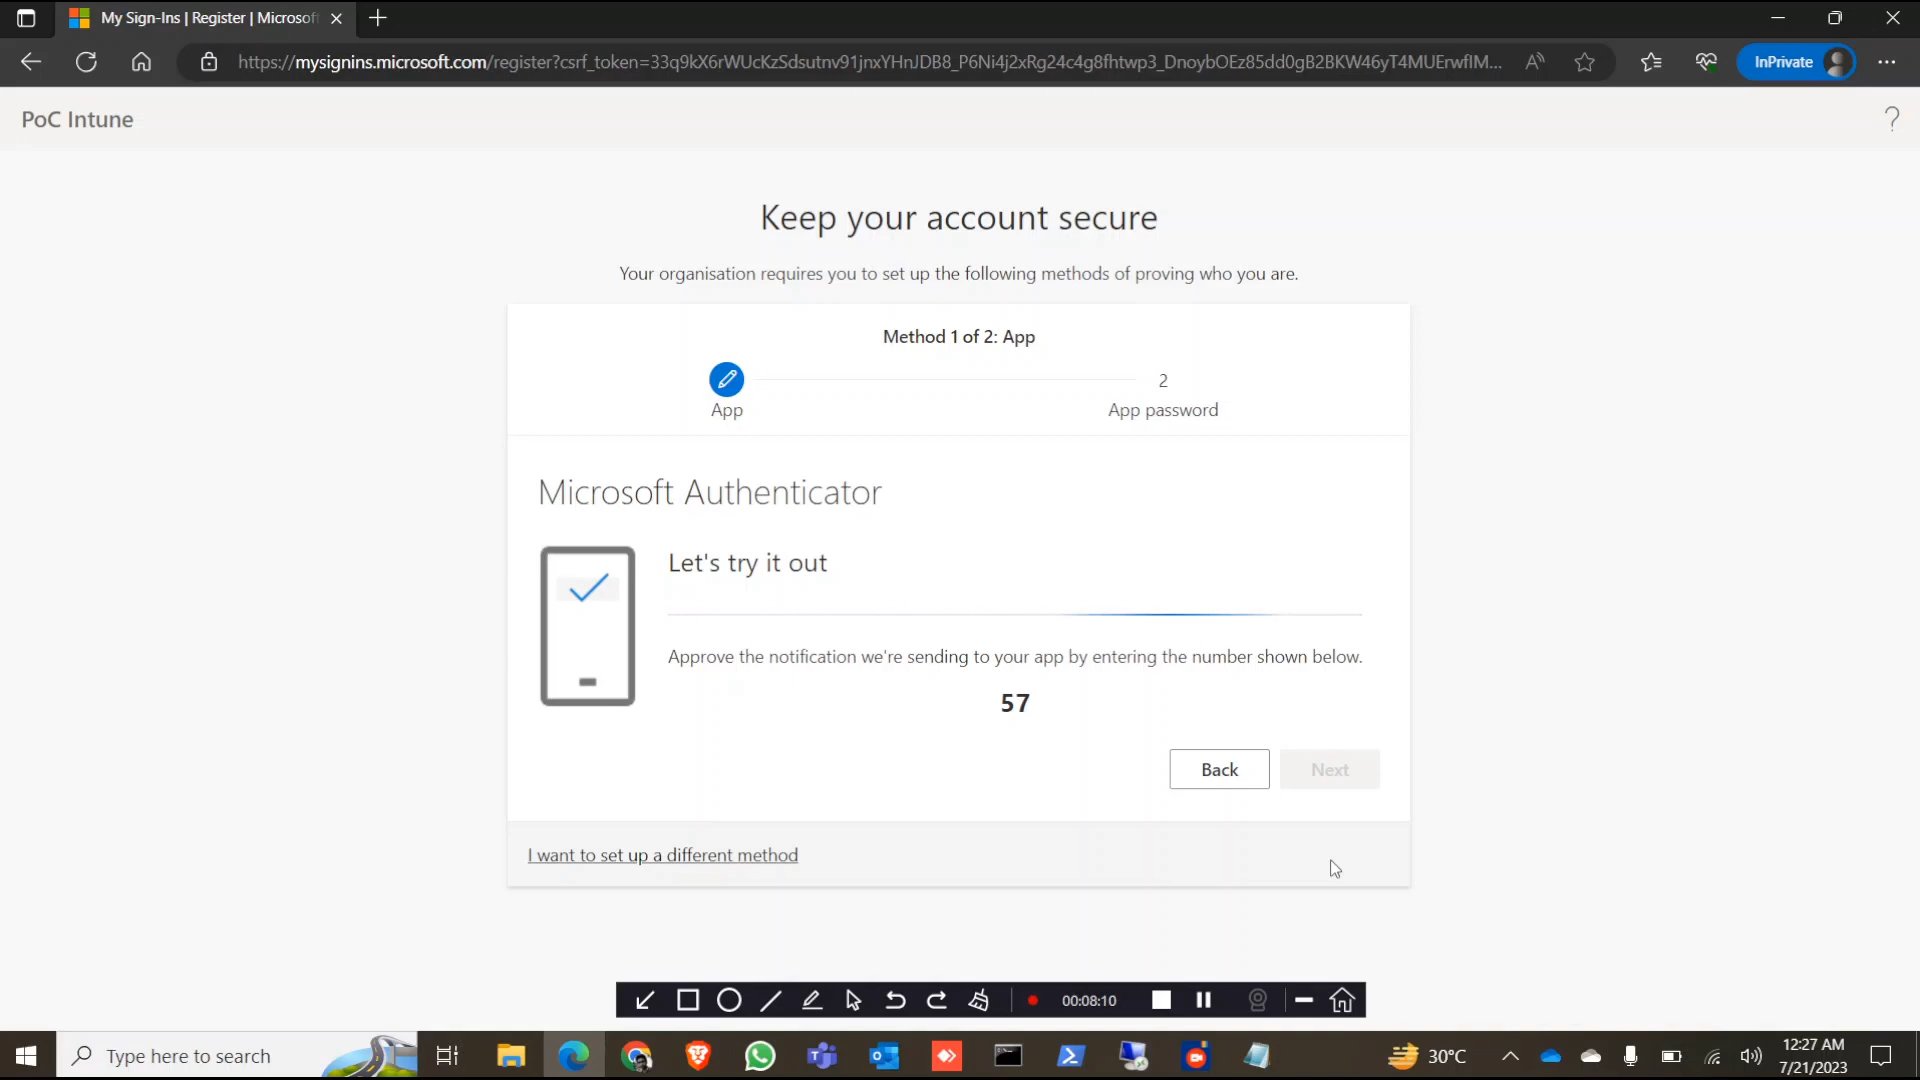 My Sign-Ins | Register | Microsoft
https://mysignins.microsoft.com/register?csrf_token=33q9kX6rWUcKzSdsutnv91jnxYHnJDB8_P6Ni4j2xRg24c4g8fhtwp3_DnoybOEz85dd0gB2BKW46yT4MUErwflM...
InPrivate
PoC Intune
?
Keep your account secure
Your organisation requires you to set up the following methods of proving who you are.
Method 1 of 2: App
2
App
App password
Microsoft Authenticator
Let's try it out
Approve the notification we're sending to your app by entering the number shown below.
57
Back
Next
I want to set up a different method
00:08:10
Type here to search
30°C
12:27 AM
7/21/2023